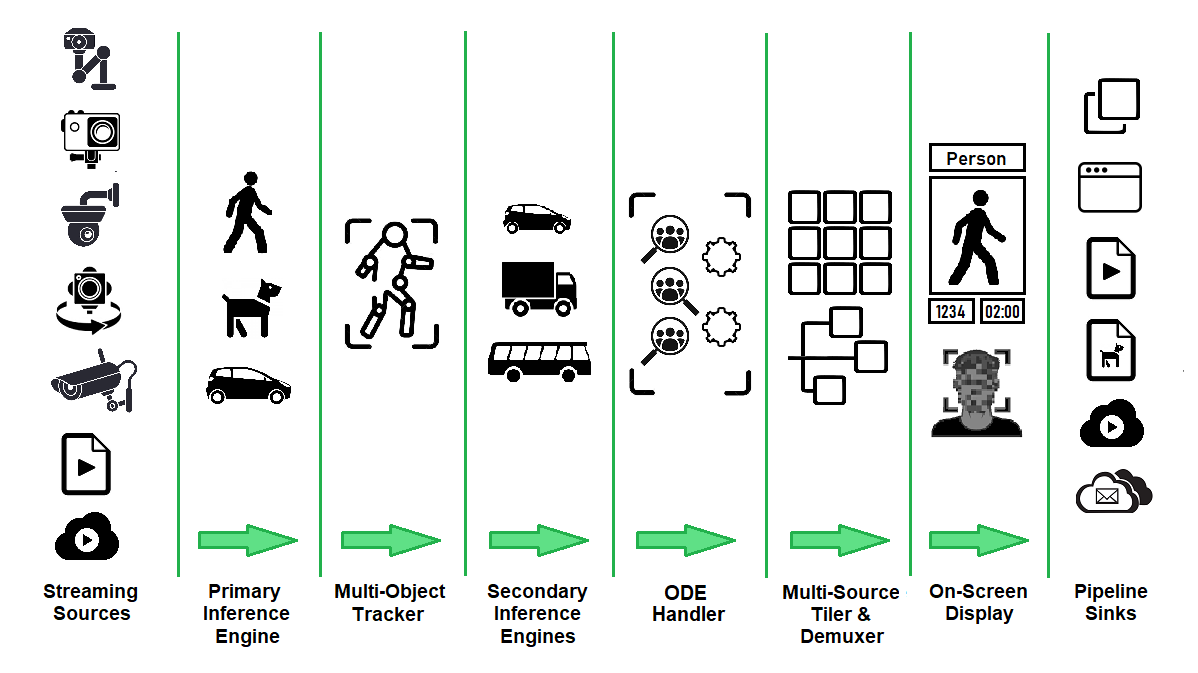 Person
1234
02:00
Streaming
Sources
Primary
Inference
Engine
Multi-Object
Tracker
Secondary
Inference
Engines
ODE
Handler
Multi-Source
Tiler &
Demuxer
On-Screen
Display
Pipeline
Sinks